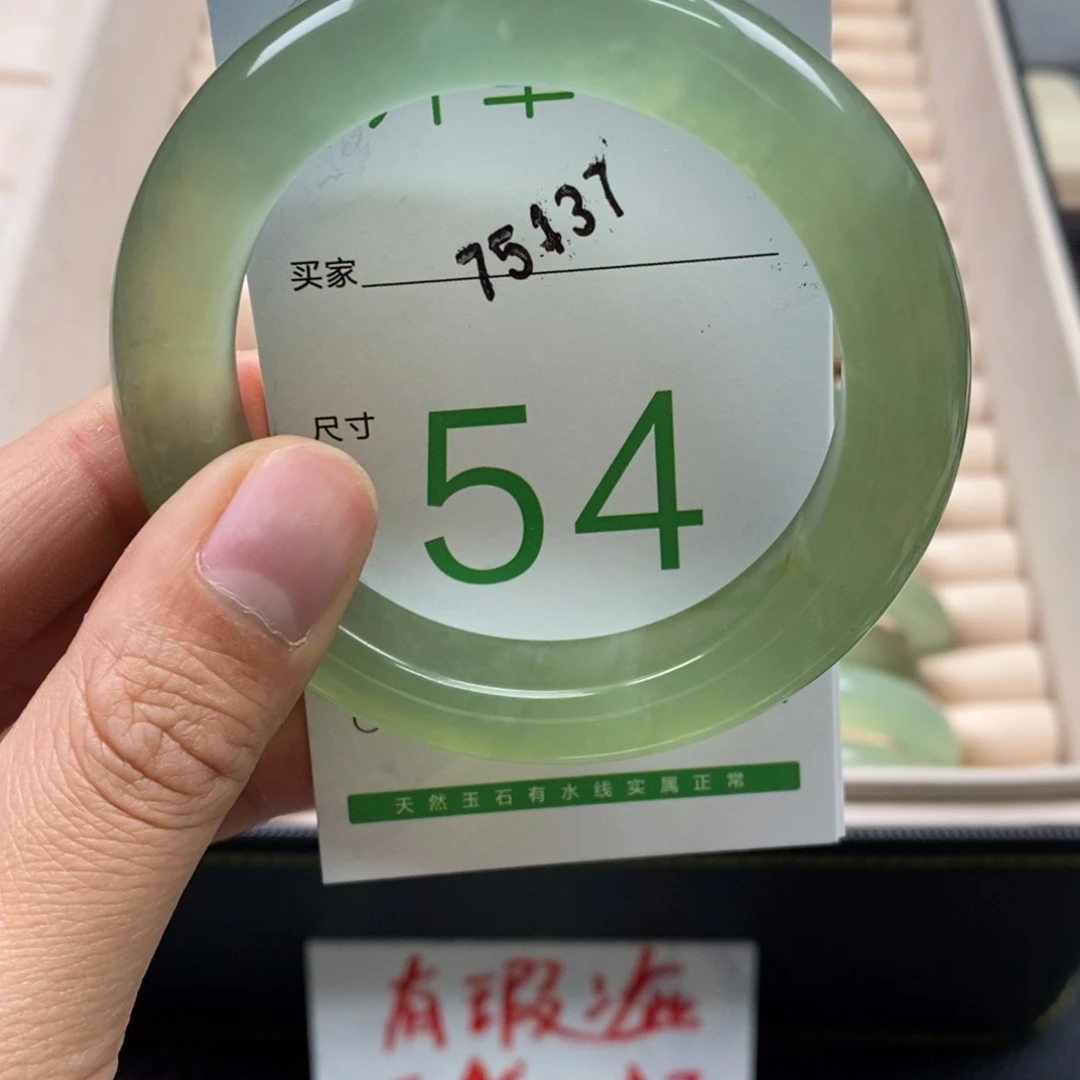 买家 75137
尺寸 54
天然玉石有水线实属正常
有瑕疵